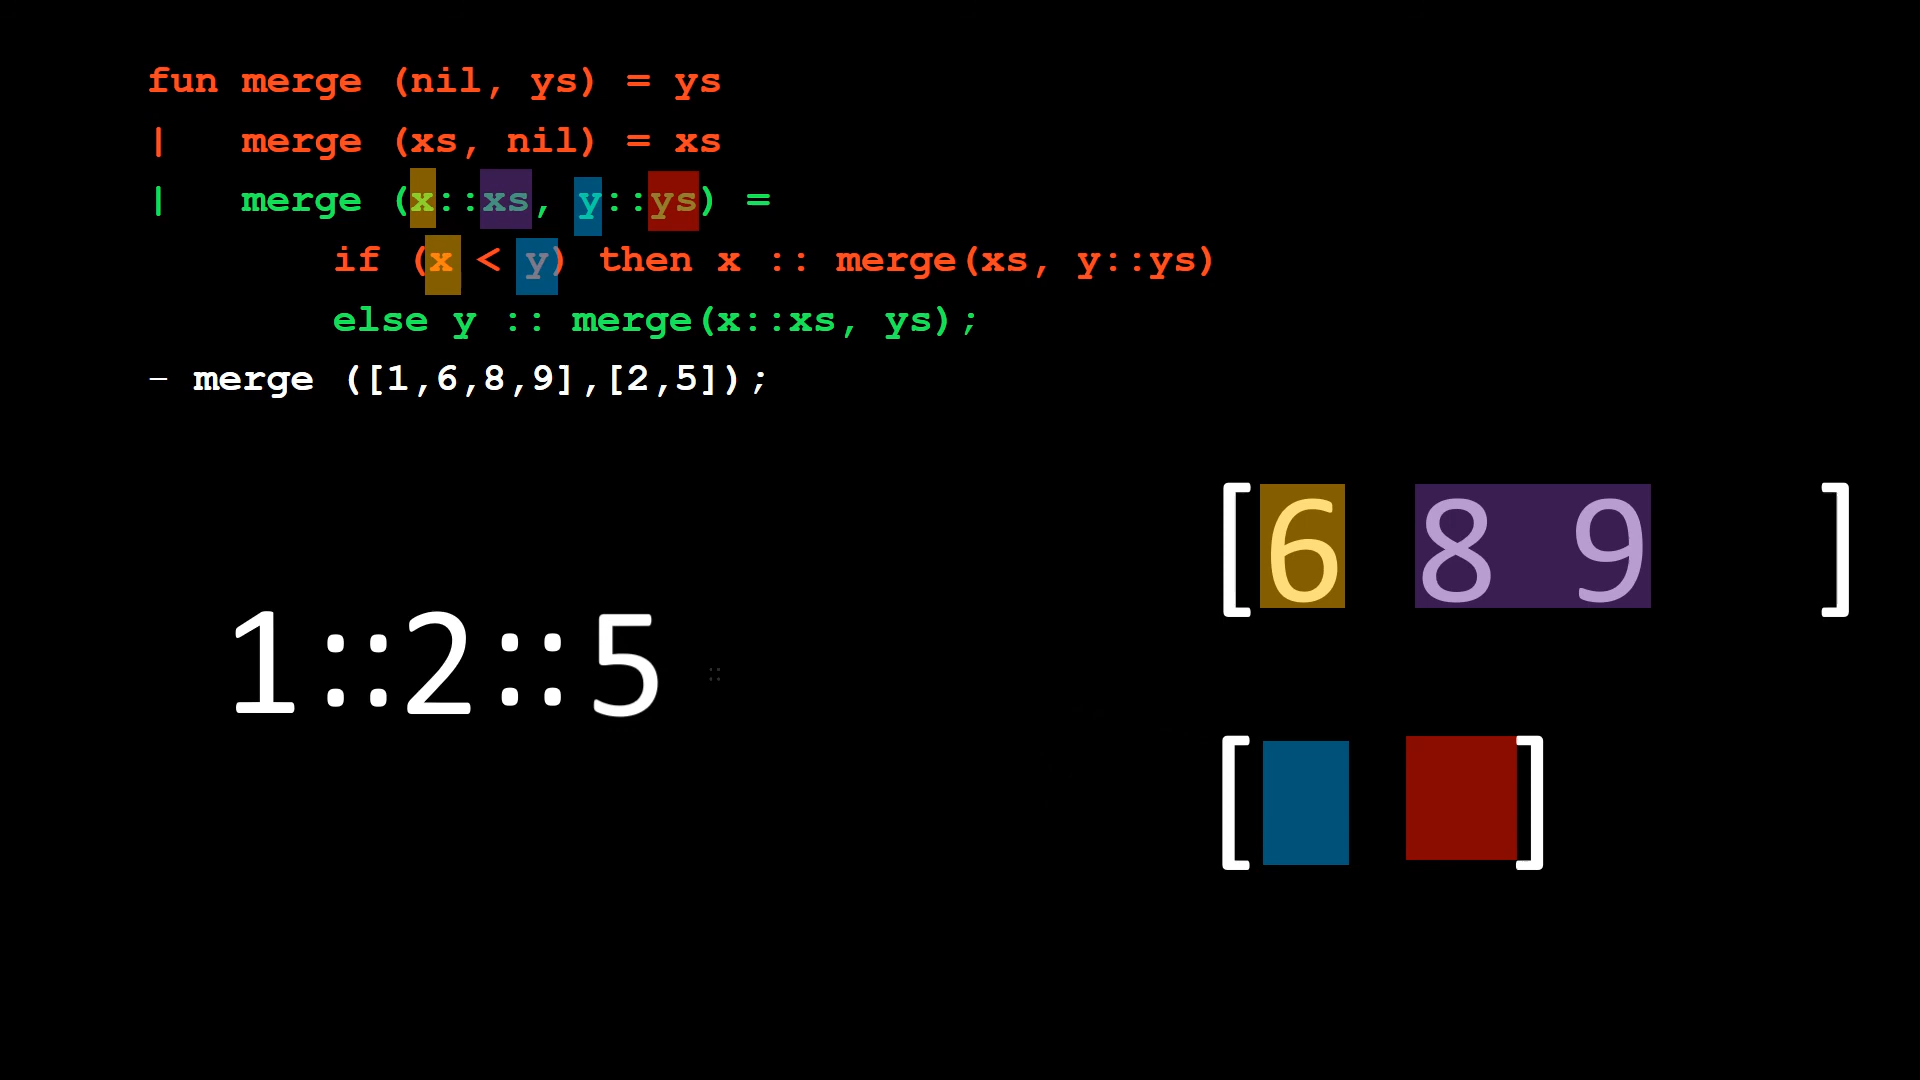 fun merge (nil, ys) = ys
|   merge (xs, nil) = xs
|   merge (x::xs, y::ys) =
if (x < y) then x :: merge(xs, y::ys)
else y :: merge(x::xs, ys);
- merge ([1,6,8,9],[2,5]);
[6 8 9 ]
1::2::5 ::
[ ]